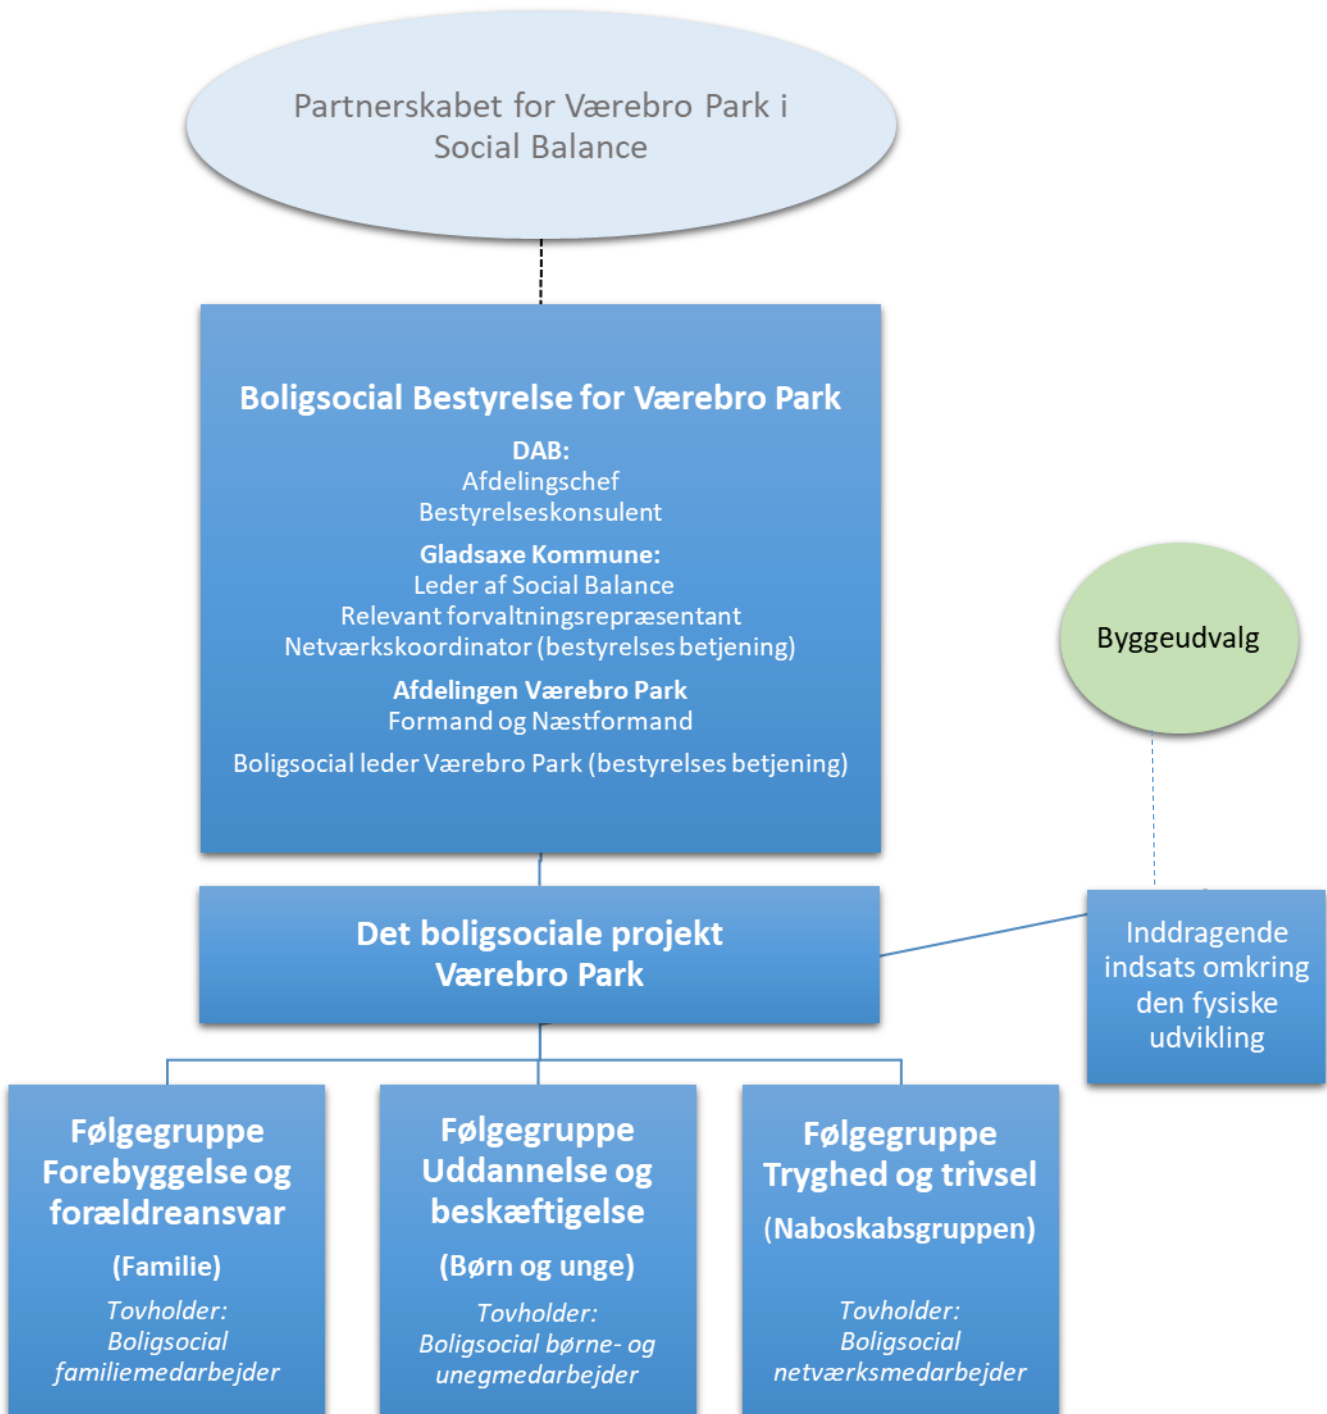 Partnerskabet for Værebro Park i
Social Balance
Boligsocial Bestyrelse for Værebro Park
DAB:
Afdelingschef
Bestyrelseskonsulent
Gladsaxe Kommune:
Leder af Social Balance
Relevant forvaltningsrepræsentant
Netværkskoordinator (bestyrelses betjening)
Afdelingen Værebro Park
Formand og Næstformand
Boligsocial leder Værebro Park (bestyrelses betjening)
Byggeudvalg
Det boligsociale projekt
Værebro Park
Inddragende
indsats omkring
den fysiske
udvikling
Følgegruppe
Forebyggelse og
forældreansvar
(Familie)
Tovholder:
Boligsocial
familiemedarbejder
Følgegruppe
Uddannelse og
beskæftigelse
(Børn og unge)
Tovholder:
Boligsocial børne- og
unegmedarbejder
Følgegruppe
Tryghed og trivsel
(Naboskabsgruppen)
Tovholder:
Boligsocial
netværksmedarbejder